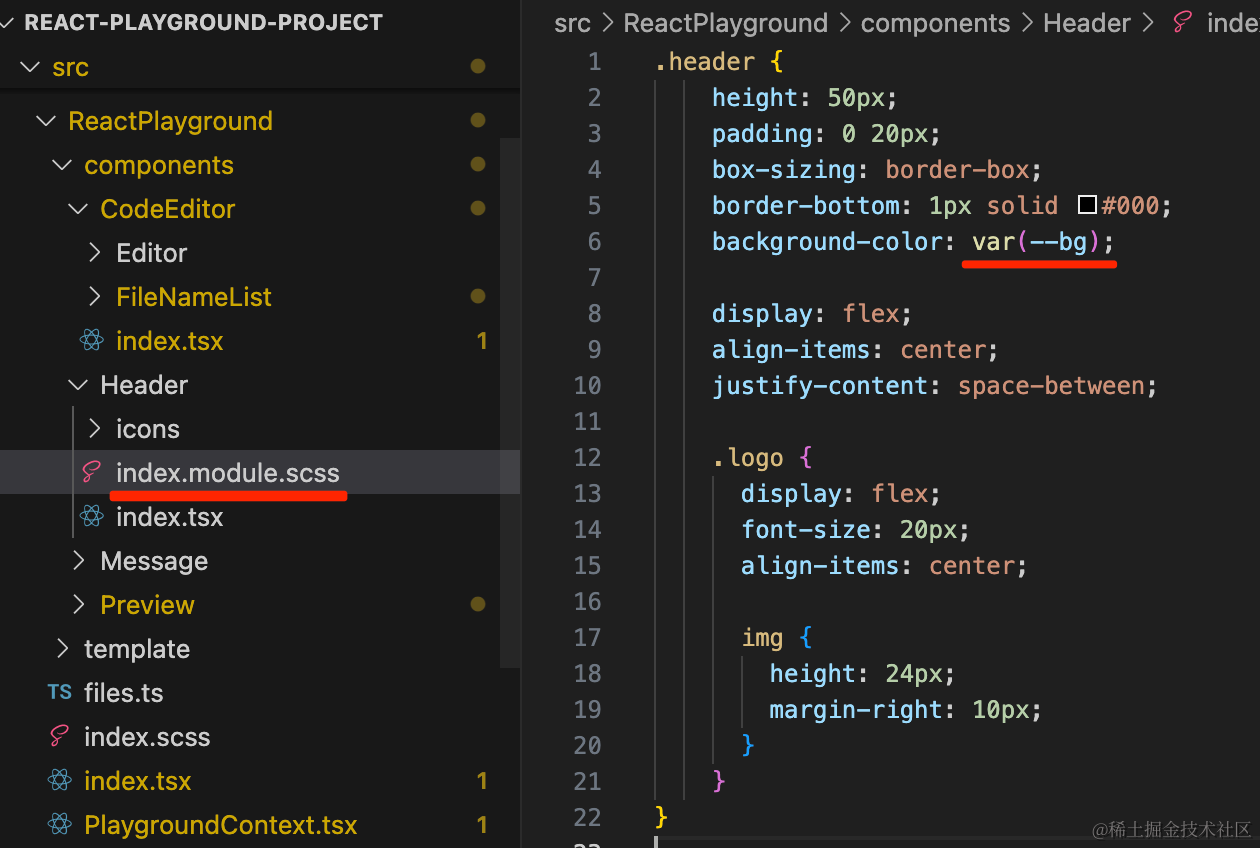 REACT-PLAYGROUND-PROJECT
src
ReactPlayground
components
CodeEditor
Editor
FileNameList
index.tsx 1
Header
icons
index.module.scss
index.tsx
Message
Preview
template
TS files.ts
index.scss
index.tsx 1
PlaygroundContext.tsx 1
src > ReactPlayground > components > Header > inde
1 .header {
2 height: 50px;
3 padding: 0 20px;
4 box-sizing: border-box;
5 border-bottom: 1px solid #000;
6 background-color: var(--bg);
7
8 display: flex;
9 align-items: center;
10 justify-content: space-between;
11
12 .logo {
13 display: flex;
14 font-size: 20px;
15 align-items: center;
16
17 img {
18 height: 24px;
19 margin-right: 10px;
20 }
21 }
22 }
23
@稀土掘金技术社区